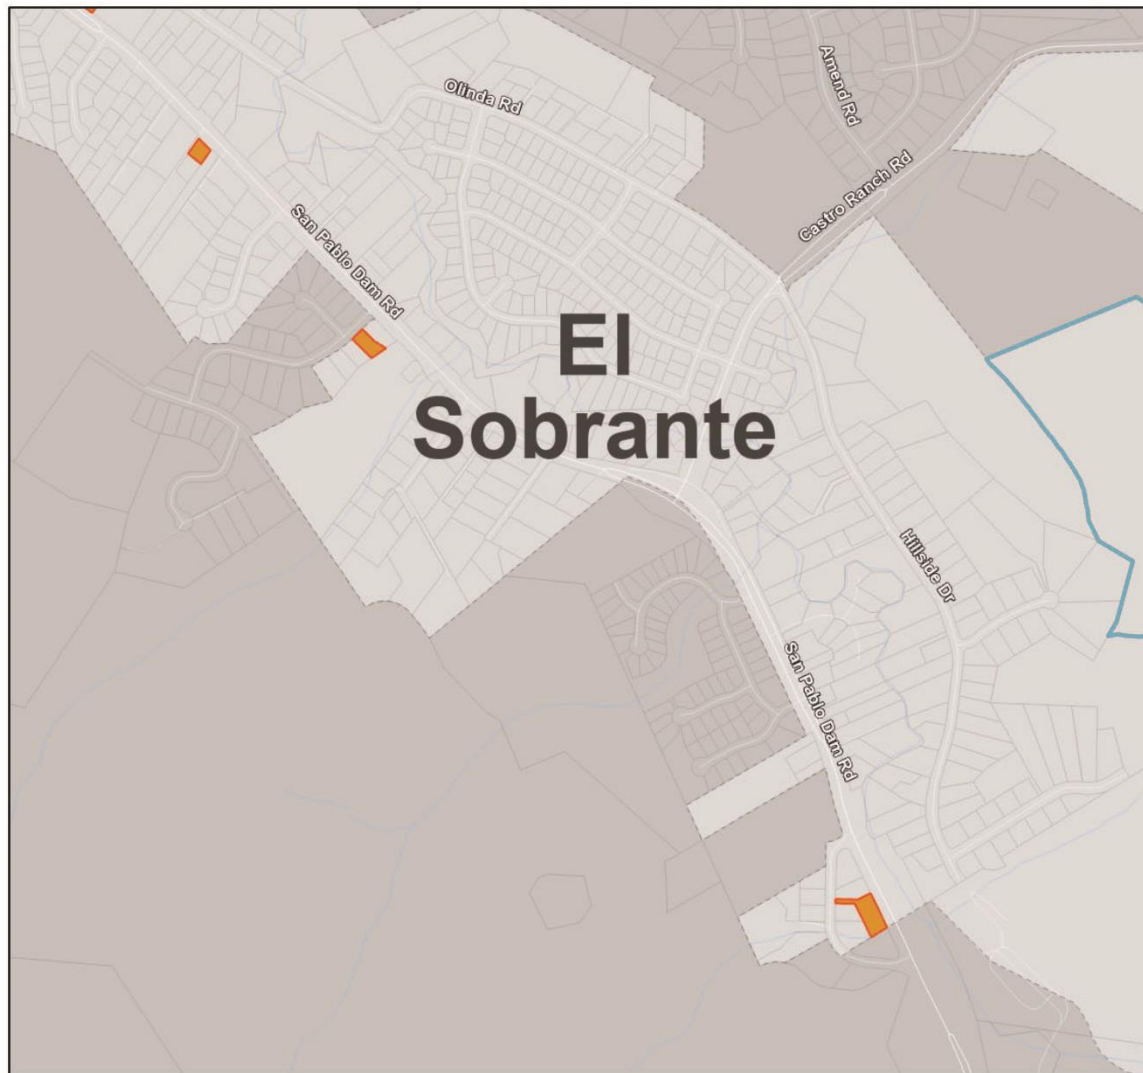 Olinda Rd
Amend Rd
Castro Ranch Rd
San Pablo Dam Rd
El
Sobrante
Hillside Dr
San Pablo Dam Rd